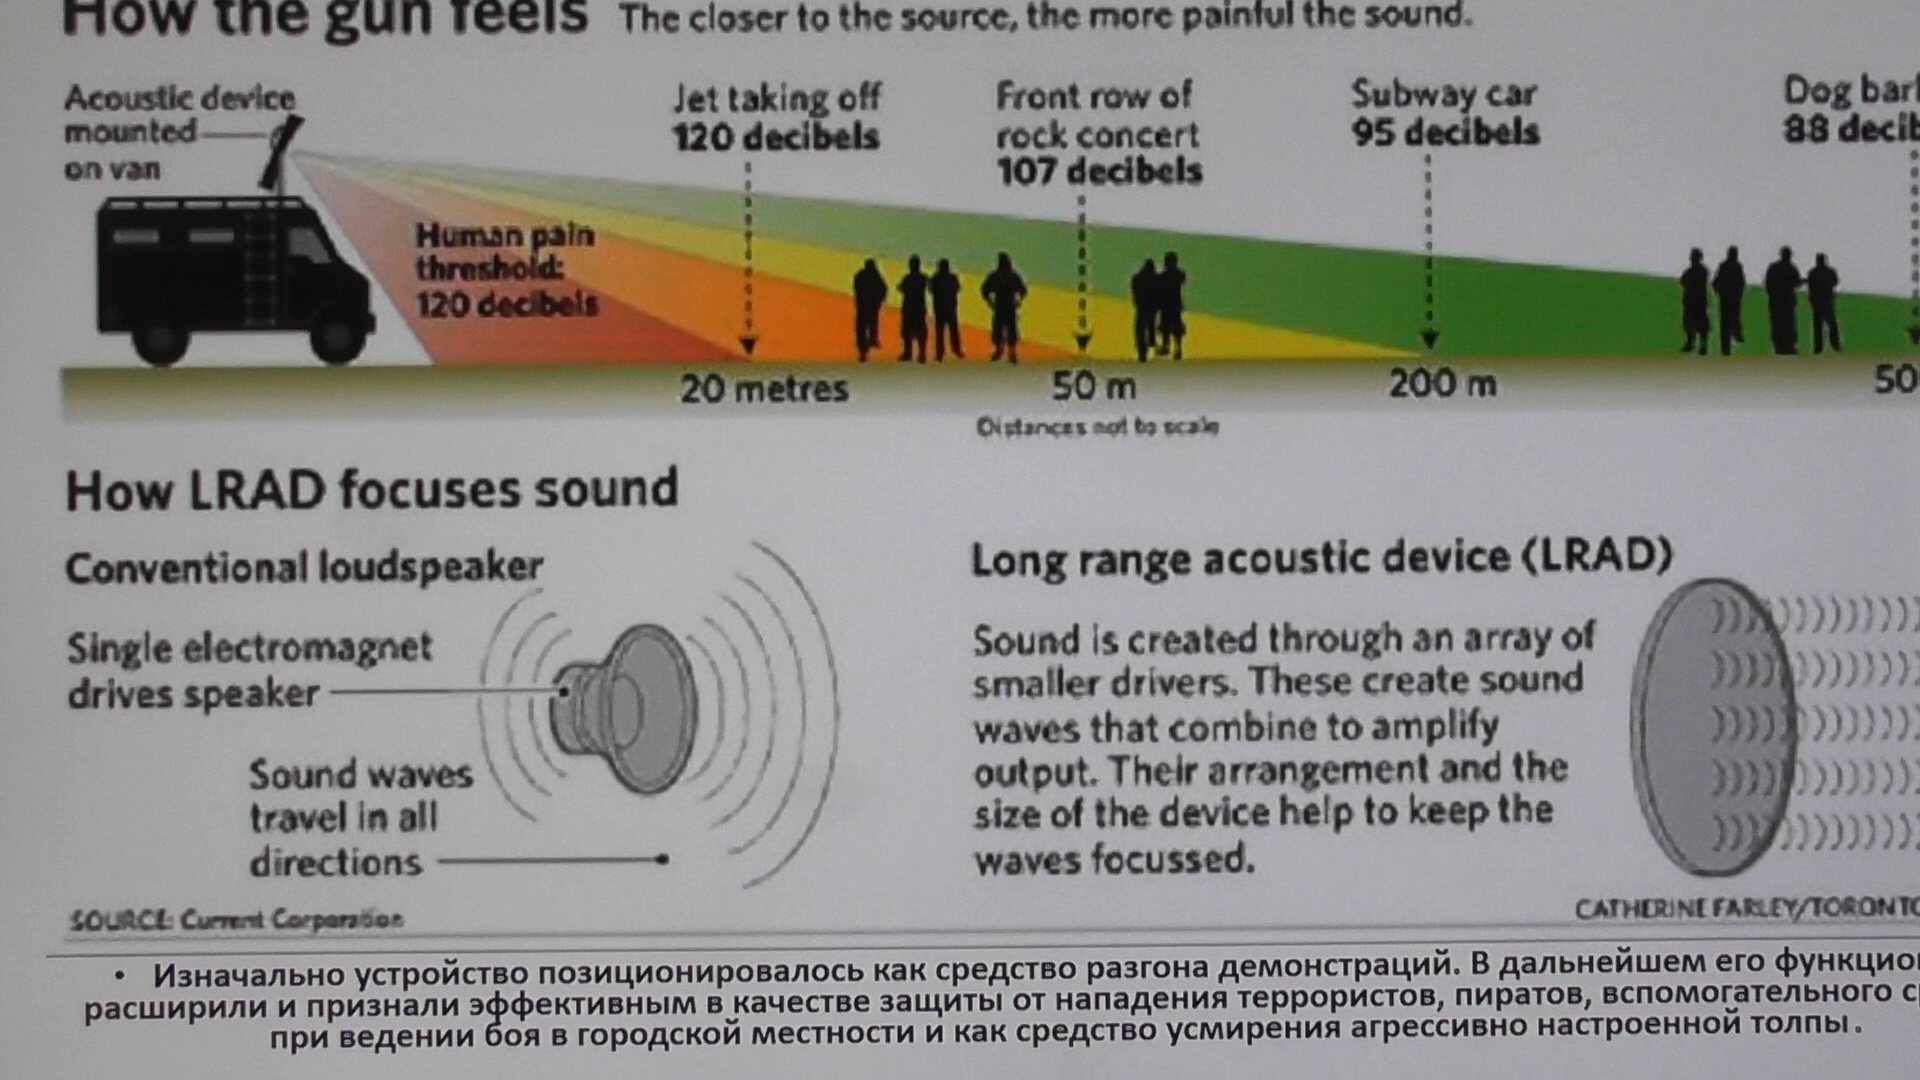 How the gun feels The closer to the source, the more painful the sound.
Acoustic device
mounted
on van
Jet taking off
120 decibels
Front row of
rock concert
107 decibels
Subway car
95 decibels
Dog
88
Human pain
threshold:
120 decibels
20 metres
50 m
200 m
Distances not to scale
How LRAD focuses sound
Conventional loudspeaker
Single electromagnet
drives speaker
Sound waves
travel in all
directions
Long range acoustic device (LRAD)
Sound is created through an array of
smaller drivers. These create sound
waves that combine to amplify
output. Their arrangement and the
size of the device help to keep the
waves focussed.
SOURCE: Current Corporation
CATHERINE FARLEY/TORONTO
• Изначально устройство позиционировалось как средство разгона демонстраций. В дальнейшем его
расширили и признали эффективным в качестве защиты от нападения террористов, пиратов, вспомогательного
при ведении боя в городской местности и как средство усмирения агрессивно настроенной толпы.